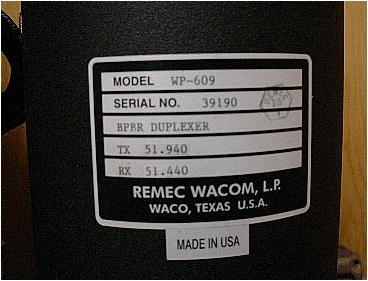 MODEL WP-609
SERIAL NO. 39190
BPBR DUPLEXER
TX 51.940
RX 51.440
REMEC WACOM, L.P.
WACO, TEXAS U.S.A.
MADE IN USA